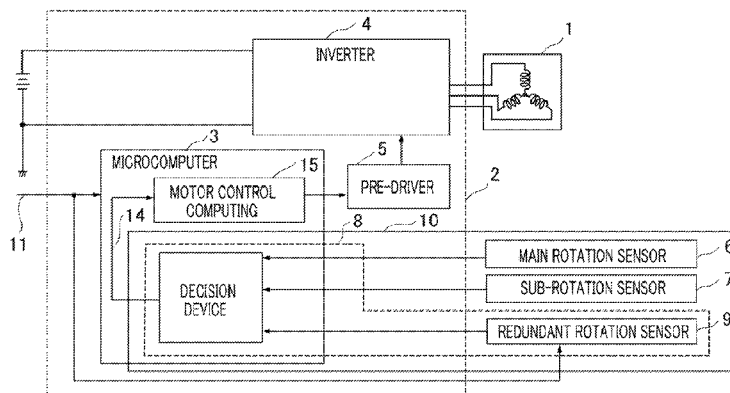 4
INVERTER
1
3
MICROCOMPUTER
15
MOTOR CONTROL
COMPUTING
5
PRE-DRIVER
2
14
11
8
10
DECISION
DEVICE
MAIN ROTATION SENSOR
6
SUB-ROTATION SENSOR
7
REDUNDANT ROTATION SENSOR
9